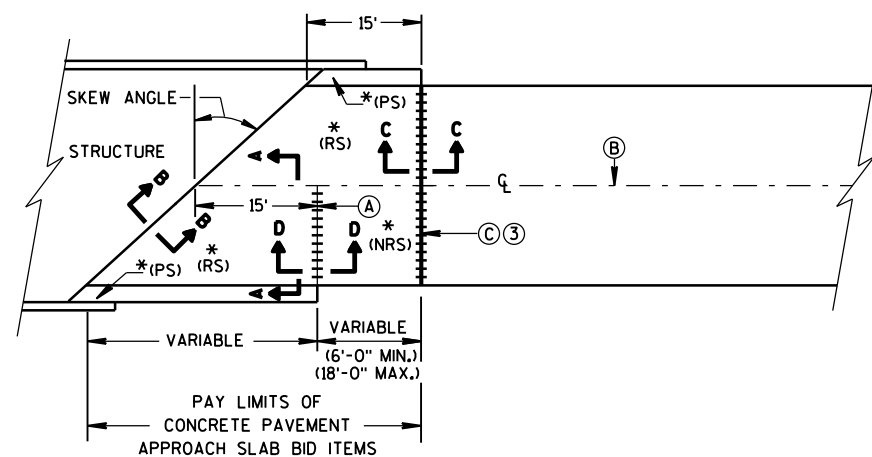 15'
SKEW ANGLE
*(PS)
*
(RS)
C C
STRUCTURE
A
B
B
℄
B
15'
A
B
D D
*
(RS)
*
(NRS)
C 3
*(PS)
A
VARIABLE
VARIABLE
(6'-0" MIN.)
(18'-0" MAX.)
PAY LIMITS OF
CONCRETE PAVEMENT
APPROACH SLAB BID ITEMS